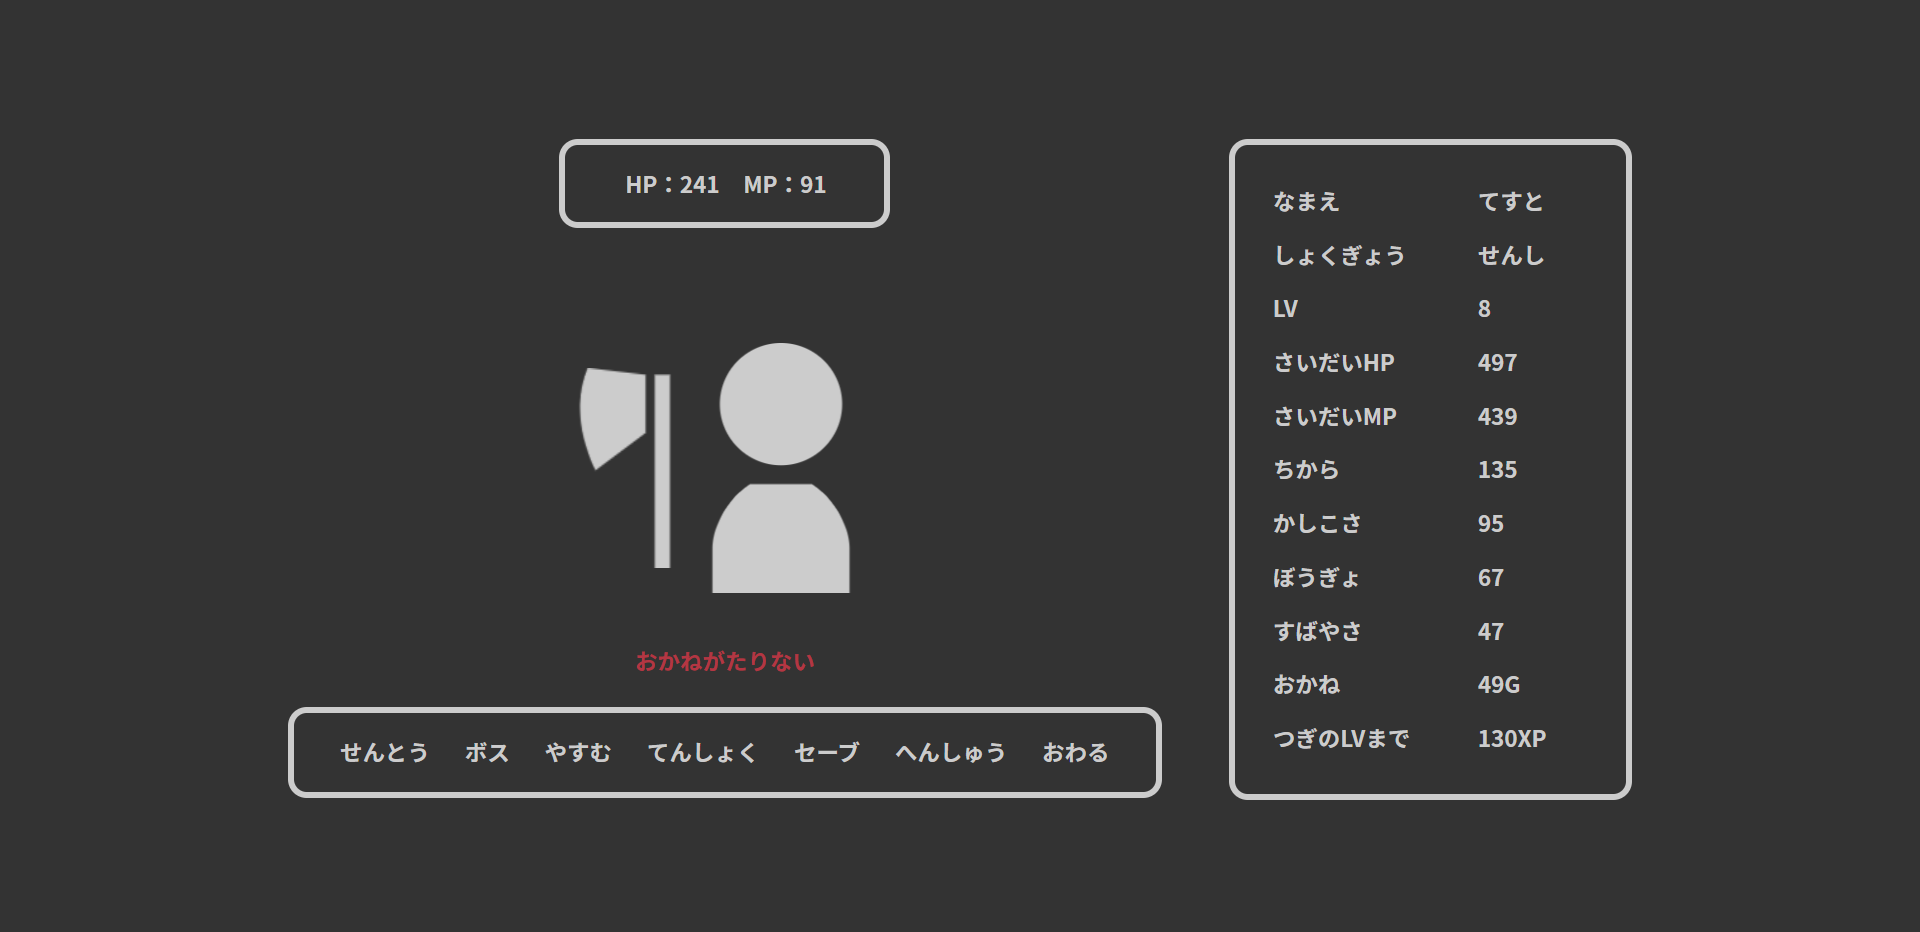 HP：241　MP：91
おかねがたりない
せんとう　ボス　やすむ　てんしょく　セーブ　へんしゅう　おわる
なまえ　てすと
しょくぎょう　せんし
LV　8
さいだいHP　497
さいだいMP　439
ちから　135
かしこさ　95
ぼうぎょ　67
すばやさ　47
おかね　49G
つぎのLVまで　130XP